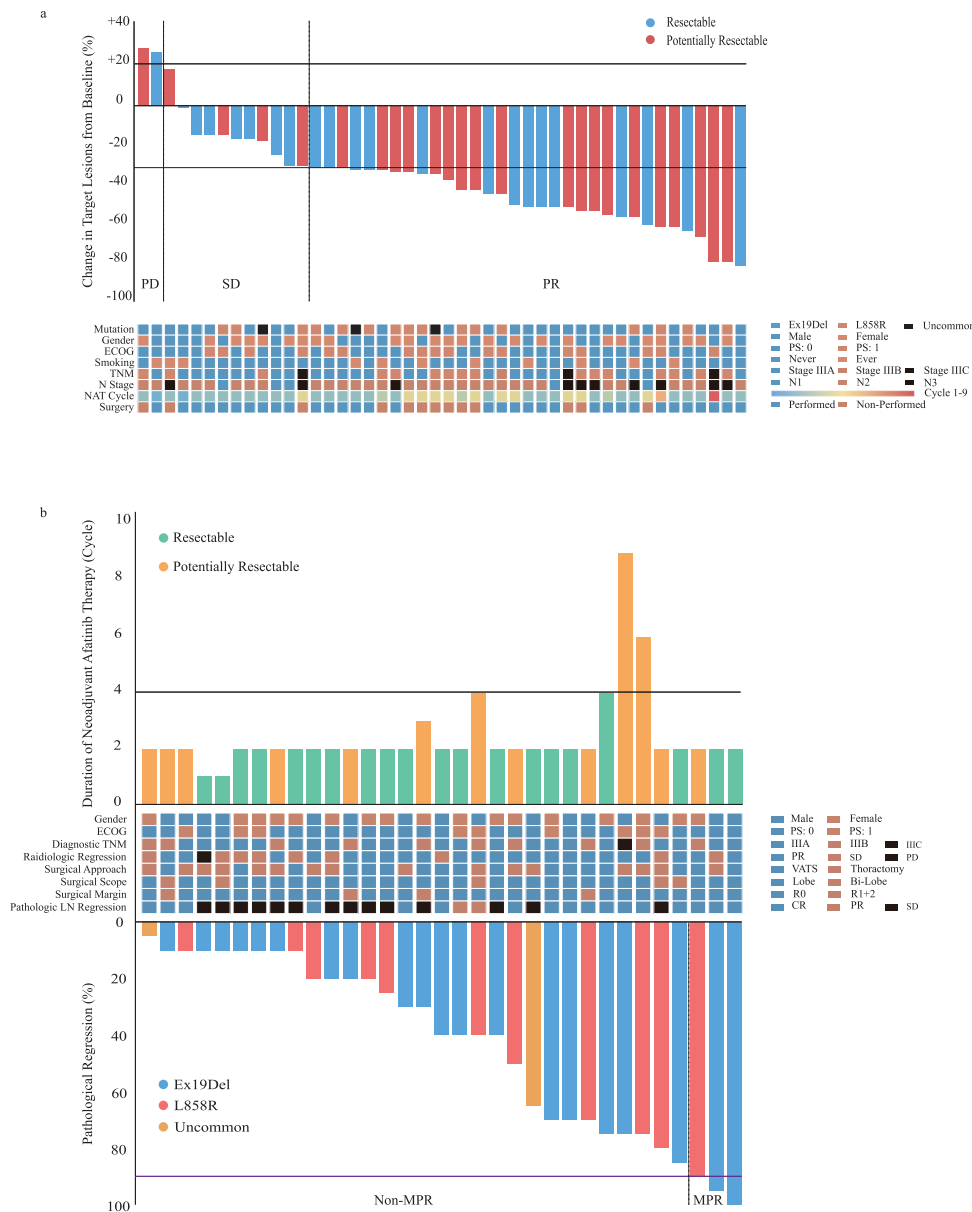 a
Change in Target Lesions from Baseline (%)
+40
+20
0
-20
-40
-60
-80
-100
Resectable
Potentially Resectable
PD
SD
PR
Mutation
Gender
ECOG
Smoking
TNM
N Stage
NAT Cycle
Surgery
Ex19Del L858R Uncommon
Male Female
PS: 0 PS: 1
Never Ever
Stage IIIA Stage IIIB Stage IIIC
N1 N2 N3
Cycle 1-9
Performed Non-Performed
b
Duration of Neoadjuvant Afatinib Therapy (Cycle)
10
8
6
4
2
0
Resectable
Potentially Resectable
Gender
ECOG
Diagnostic TNM
Raidiologic Regression
Surgical Approach
Surgical Scope
Surgical Margin
Pathologic LN Regression
Male Female
PS: 0 PS: 1
IIIA IIIB IIIC
PR SD PD
VATS Thoractomy
Lobe Bi-Lobe
R0 R1+2
CR PR SD
Pathological Regression (%)
0
20
40
60
80
100
Ex19Del
L858R
Uncommon
Non-MPR
MPR